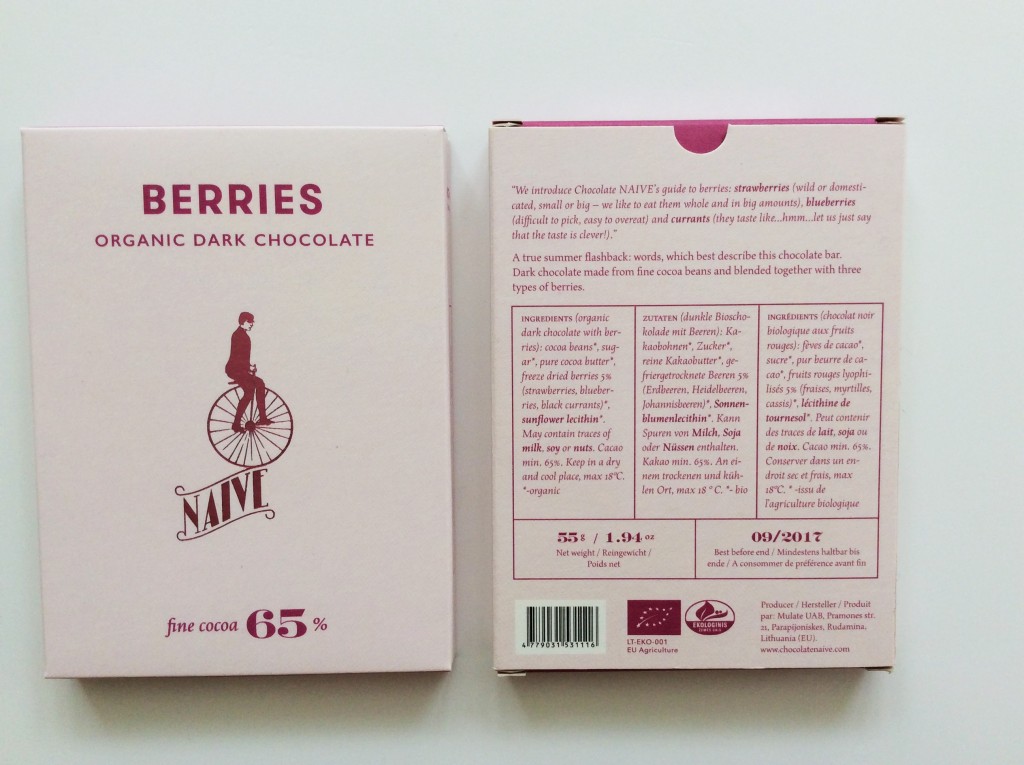 BERRIES
ORGANIC DARK CHOCOLATE
NAIVE
fine cocoa 65 %
"We introduce Chocolate NAIVE's guide to berries: strawberries (wild or domesti-
cated, small or big – we like to eat them whole and in big amounts), blueberries
(difficult to pick, easy to overeat) and currants (they taste like...hmm...let us just say
that the taste is clever!)."
A true summer flashback: words, which best describe this chocolate bar.
Dark chocolate made from fine cocoa beans and blended together with three
types of berries.
INGREDIENTS (organic
dark chocolate with ber-
ries): cocoa beans*, sug-
ar*, pure cocoa butter*,
freeze dried berries 5%
(strawberries, blueber-
ries, black currants)*,
sunflower lecithin*.
May contain traces of
milk, soy or nuts. Cacao
min. 65%. Keep in a dry
and cool place, max 18°C.
*-organic
ZUTATEN (dunkle Bioscho-
kolade mit Beeren): Ka-
kaobohnen*, Zucker*,
reine Kakaobutter*, ge-
friergetrocknete Beeren 5%
(Erdbeeren, Heidelbeeren,
Johannisbeeren)*, Sonnen-
blumenlecithin*. Kann
Spuren von Milch, Soja
oder Nüssen enthalten.
Kakao min. 65%. An ei-
nem trockenen und küh-
len Ort, max 18 ° C. *- bio
INGRÉDIENTS (chocolat noir
biologique aux fruits
rouges): fèves de cacao*,
sucre*, pur beurre de ca-
cao*, fruits rouges lyophi-
lisés 5% (fraises, myrtilles,
cassis)*, lécithine de
tournesol*. Peut contenir
des traces de lait, soja ou
de noix. Cacao min. 65%.
Conserver dans un en-
droit sec et frais, max
18°C. * -issu de
l'agriculture biologique
55 g / 1.94 oz
Net weight / Reingewicht /
Poids net
09/2017
Best before end / Mindestens haltbar bis
ende / A consommer de préférence avant fin
4 779031 531116
LT-EKO-001
EU Agriculture
EKOLOGINIS
Producer / Hersteller / Produit
par: Mulate UAB, Pramones str.
21, Parapijoniskes, Rudamina,
Lithuania (EU).
www.chocolatenaive.com